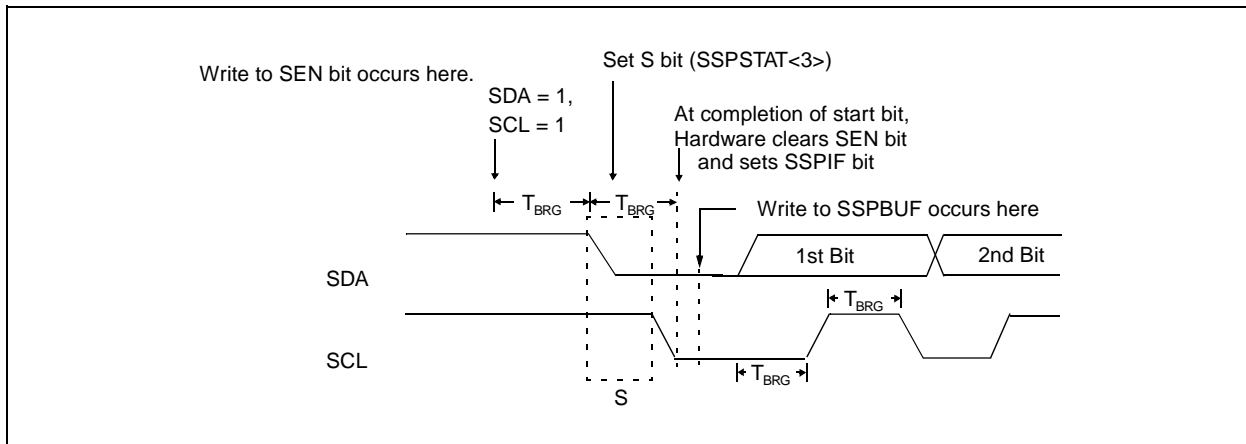 Write to SEN bit occurs here.
Set S bit (SSPSTAT<3>)
SDA = 1,
SCL = 1
At completion of start bit,
Hardware clears SEN bit
and sets SSPIF bit
TBRG
TBRG
Write to SSPBUF occurs here
SDA
1st Bit
2nd Bit
TBRG
SCL
TBRG
S